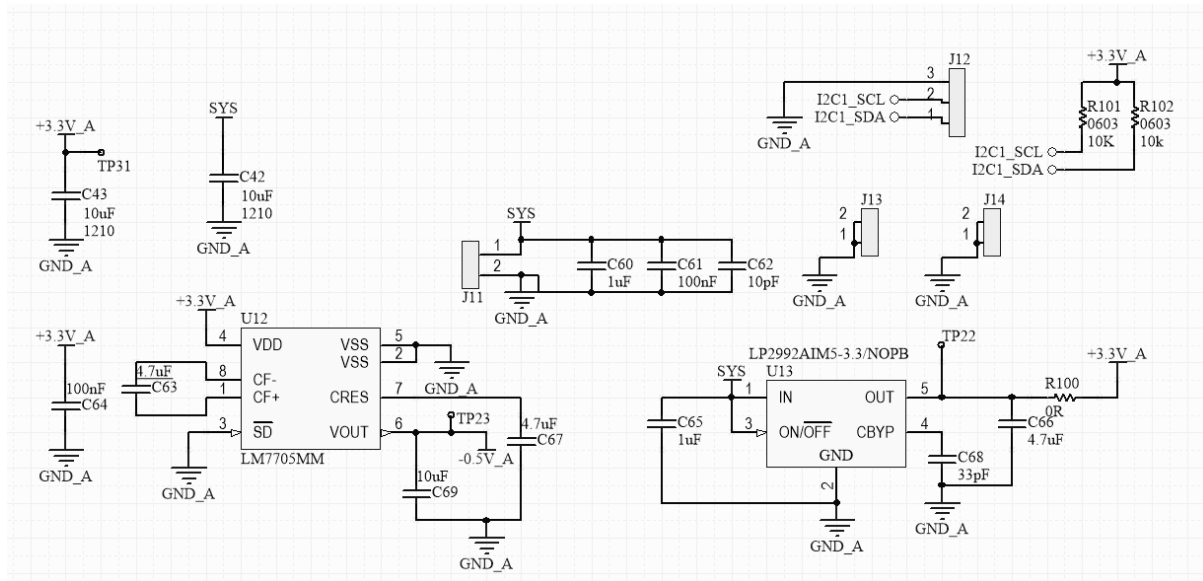 +3.3V_A
TP31
C43
10uF
1210
GND_A
SYS
C42
10uF
1210
GND_A
J12
3
2
1
I2C1_SCL
I2C1_SDA
GND_A
+3.3V_A
R101
0603
10K
R102
0603
10k
I2C1_SCL
I2C1_SDA
SYS
1
2
J11
GND_A
C60
1uF
C61
100nF
C62
10pF
J13
2
1
GND_A
J14
2
1
GND_A
+3.3V_A
100nF
C64
GND_A
+3.3V_A
U12
4
VDD
8
CF-
1
CF+
3
SD
VSS
5
VSS
2
CRES
7
VOUT
6
LM7705MM
4.7uF
C63
GND_A
GND_A
TP23
-0.5V_A
4.7uF
C67
10uF
C69
GND_A
LP2992AIM5-3.3/NOPB
U13
SYS
1
IN
3
ON/OFF
OUT
5
CBYP
4
GND
2
C65
1uF
GND_A
TP22
R100
0R
+3.3V_A
C66
4.7uF
C68
33pF
GND_A